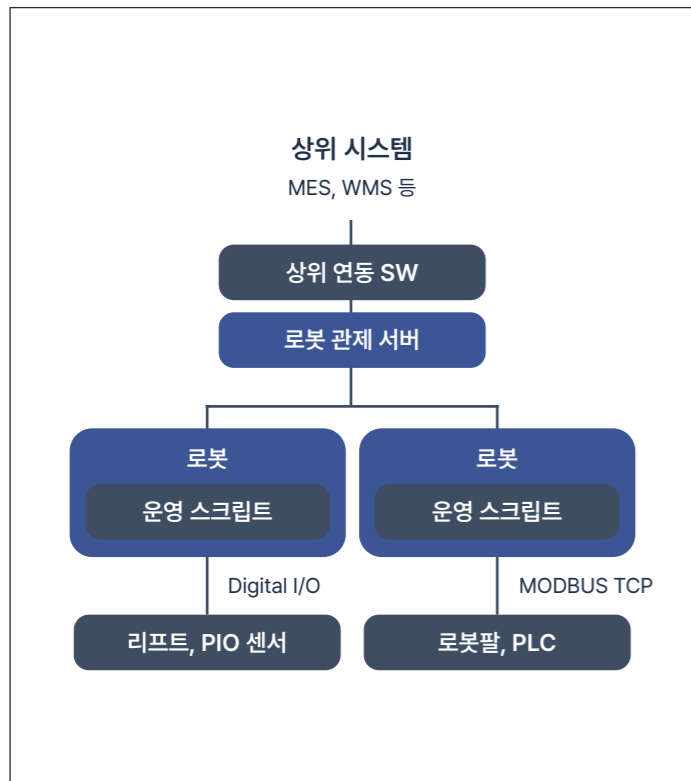 상위 시스템
MES, WMS 등
상위 연동 SW
로봇 관제 서버
로봇
운영 스크립트
로봇
운영 스크립트
Digital I/O
MODBUS TCP
리프트, PIO 센서
로봇팔, PLC